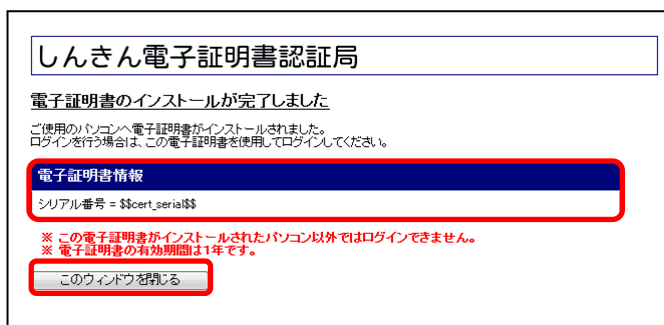 しんきん電子証明書認証局
電子証明書のインストールが完了しました
ご使用のパソコンへ電子証明書がインストールされました。
ログインを行う場合は、この電子証明書を使用してログインしてください。
電子証明書情報
シリアル番号 = $$cert_serial$$
※ この電子証明書がインストールされたパソコン以外ではログインできません。
※ 電子証明書の有効期間は1年です。
このウィンドウを閉じる